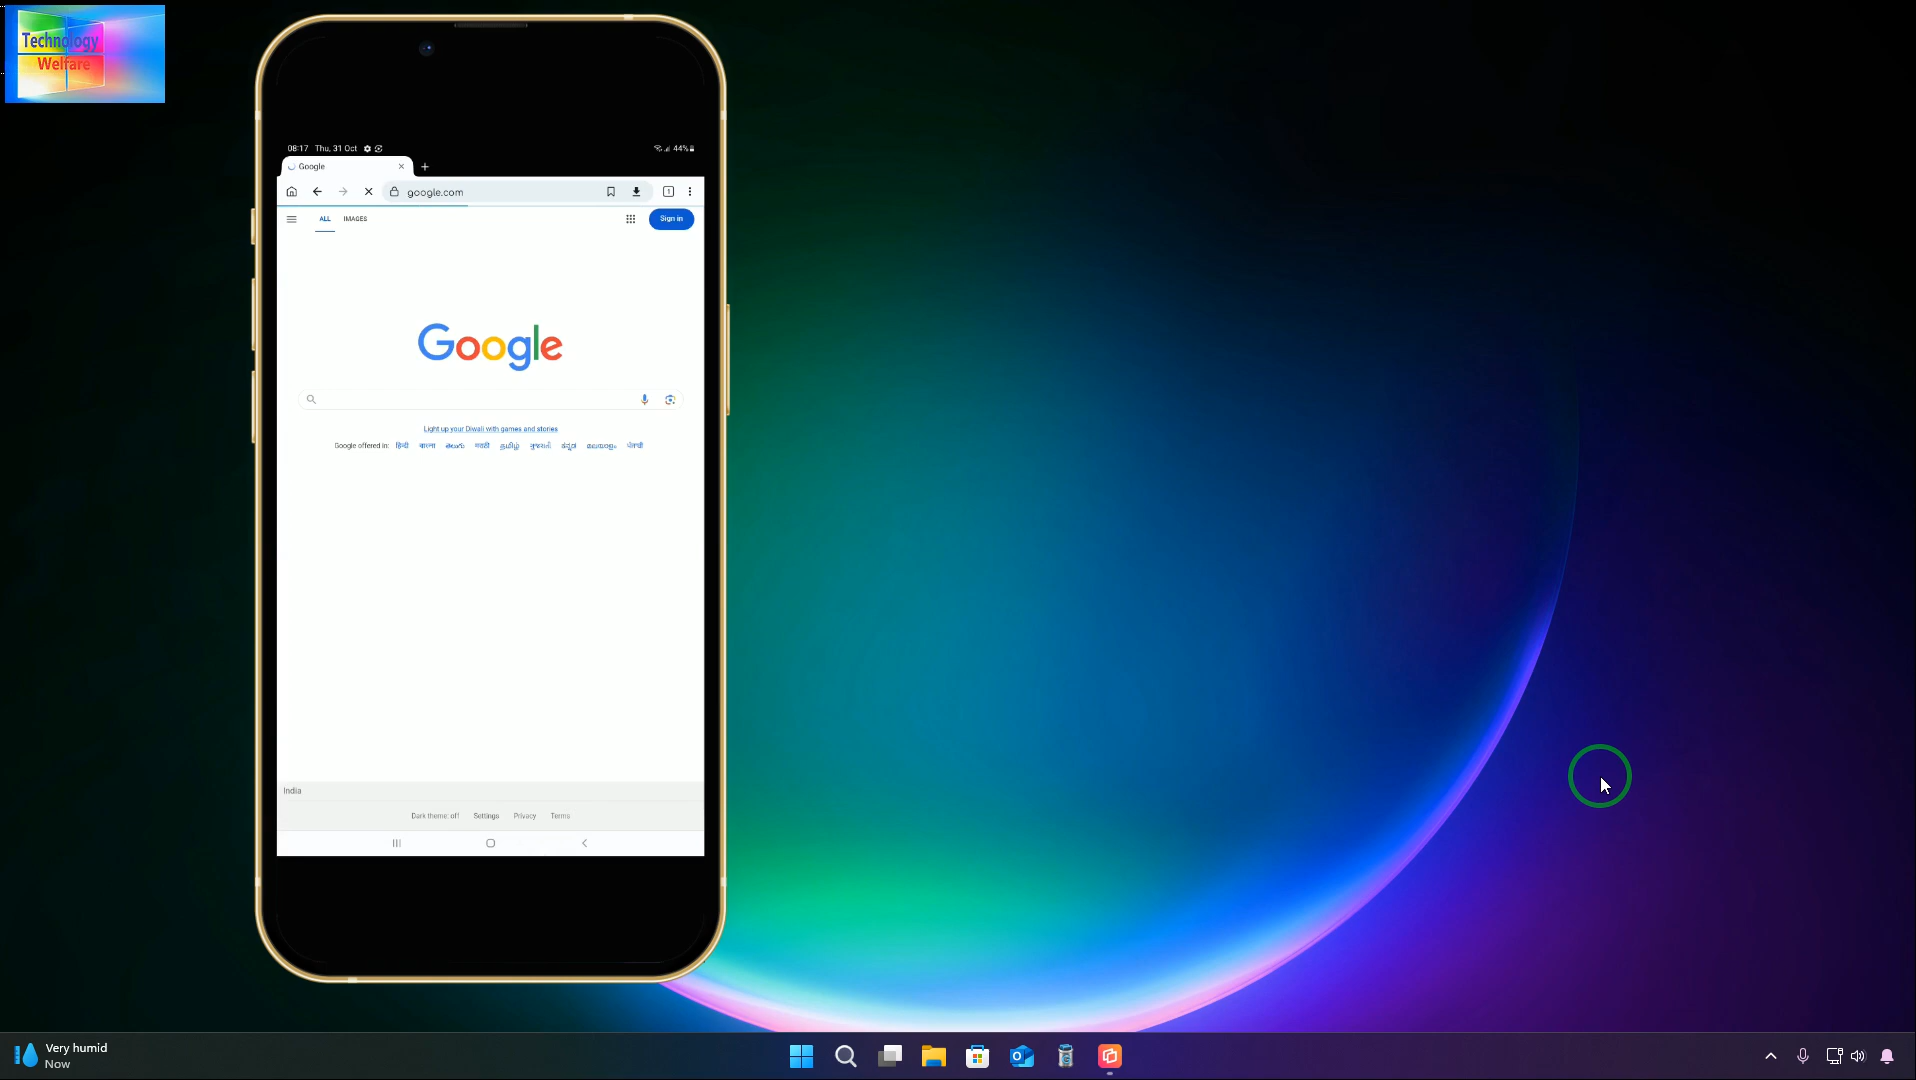 Technology
Welfare
08:17 Thu, 31 Oct 44%
Google
google.com
ALL IMAGES Sign in
Google
Light up your Diwali with games and stories
Google offered in: हिन्दी বাংলা తెలుగు मराठी தமிழ் ગુજરાતી ಕನ್ನಡ മലയാളം ਪੰਜਾਬੀ
India
Dark theme: off Settings Privacy Terms
Very humid
Now